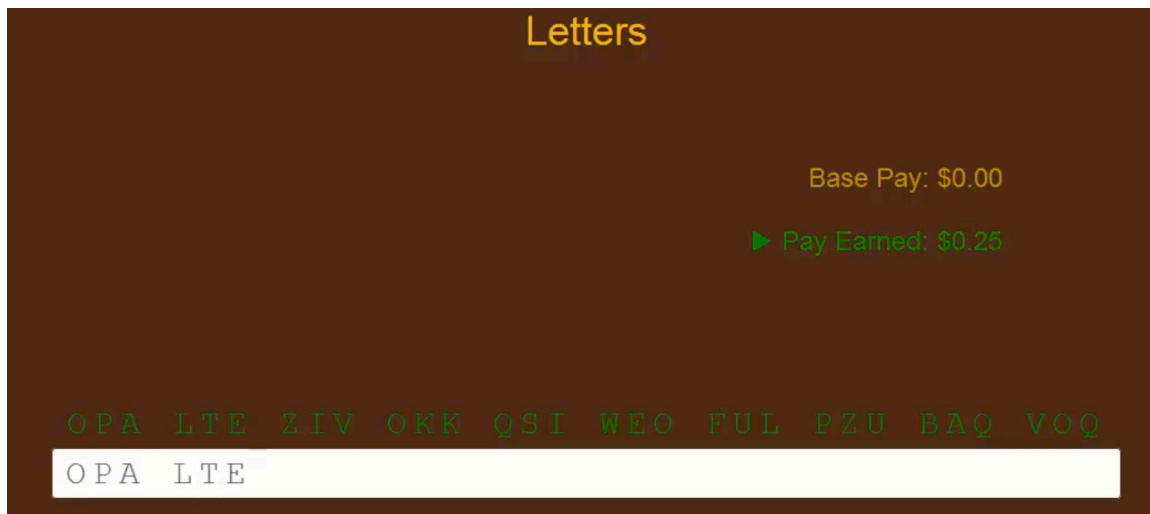 Letters
Base Pay: $0.00
▶ Pay Earned: $0.25
OPA LTE ZIV OKK QSI WEO FUL PZU BAQ VOQ
OPA LTE